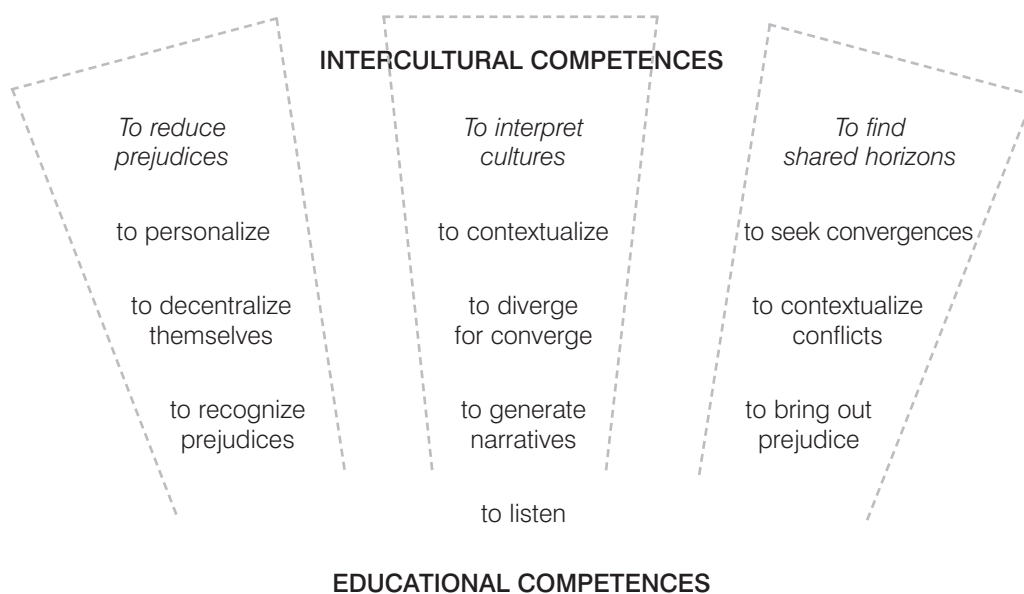 INTERCULTURAL COMPETENCES
To reduce
prejudices
To interpret
cultures
To find
shared horizons
to personalize
to contextualize
to seek convergences
to decentralize
themselves
to diverge
for converge
to contextualize
conflicts
to recognize
prejudices
to generate
narratives
to bring out
prejudice
to listen
EDUCATIONAL COMPETENCES